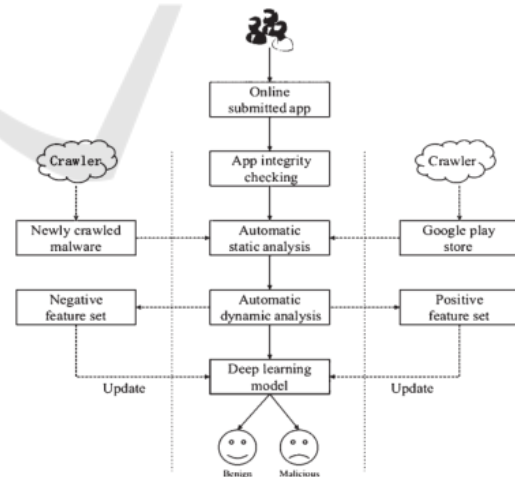 Online
submitted app
App integrity
checking
Crawler
Crawler
Newly crawled
malware
Automatic
static analysis
Google play
store
Negative
feature set
Automatic
dynamic analysis
Positive
feature set
Update
Deep learning
model
Update
Benign
Malicious